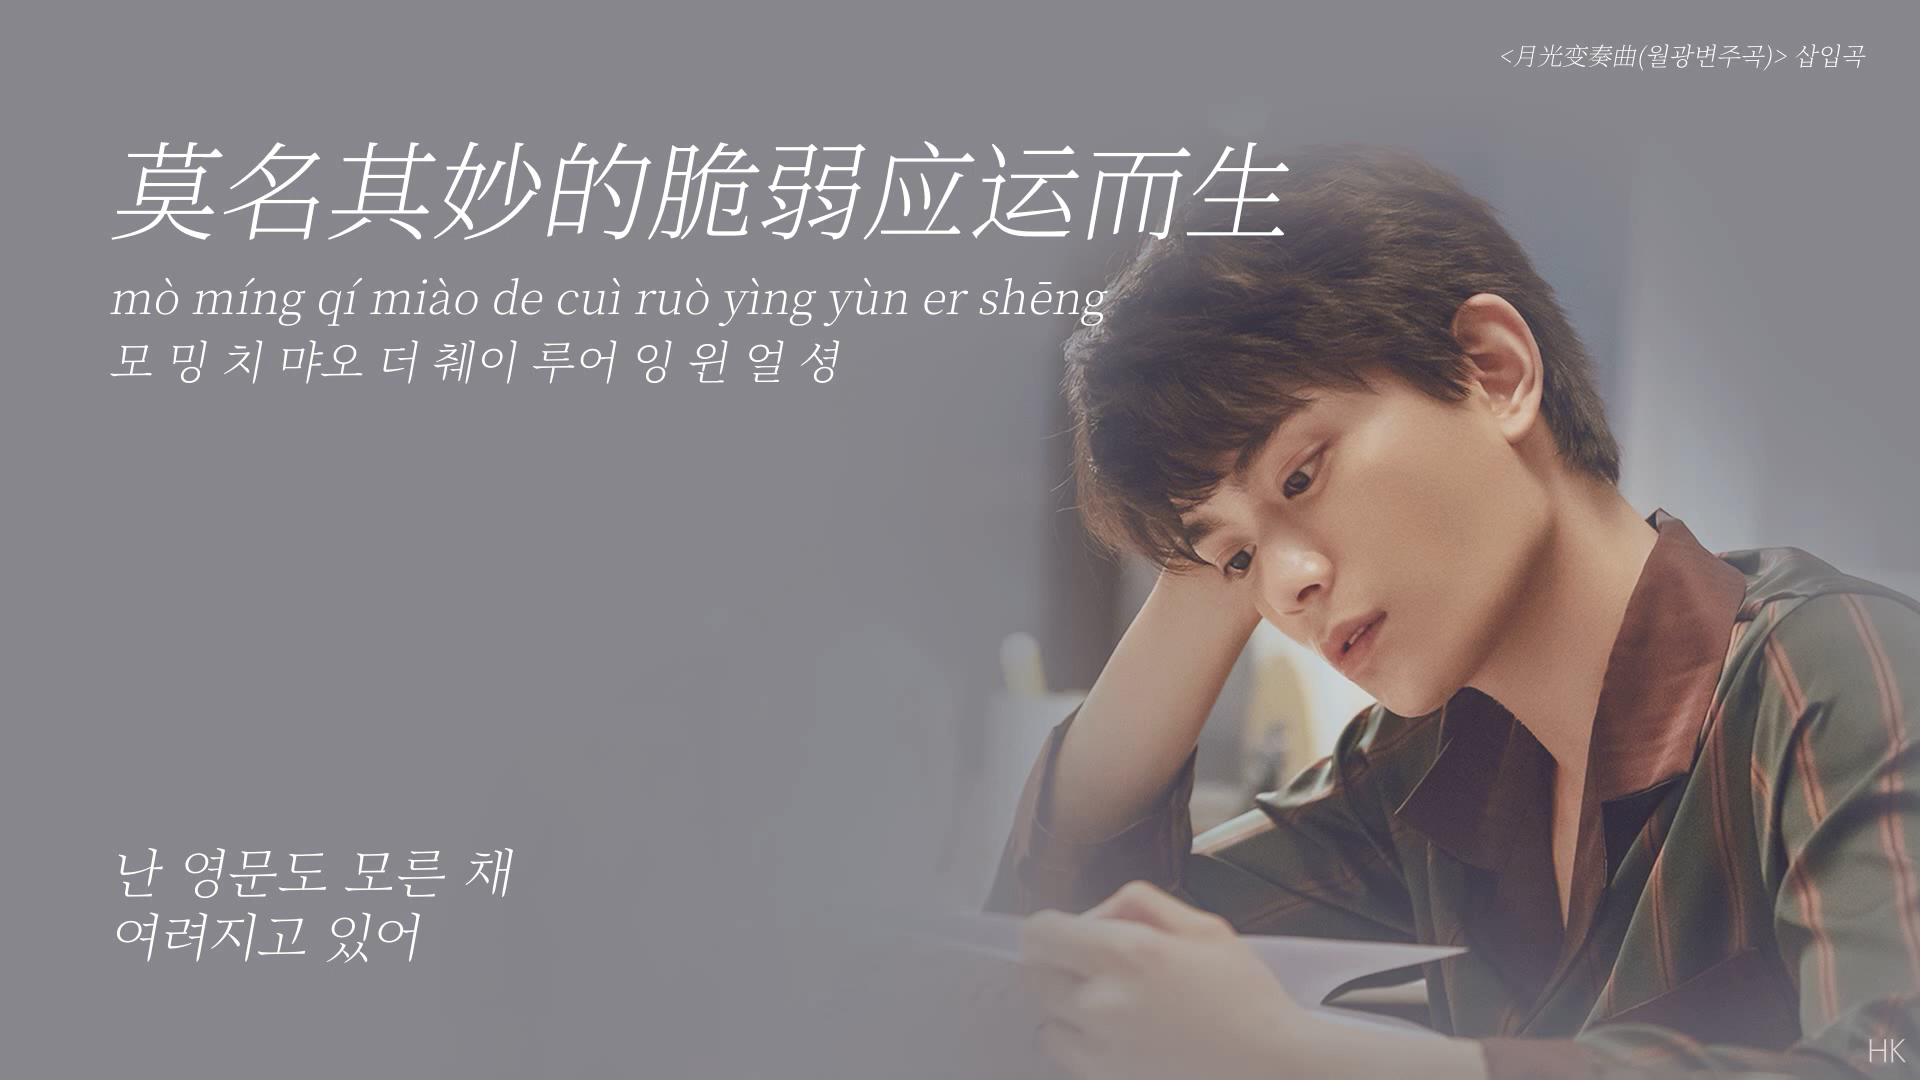 <月光变奏曲(월광변주곡)> 삽입곡
莫名其妙的脆弱应运而生
mò míng qí miào de cuì ruò yìng yùn er shēng
모 밍 치 먀오 더 췌이 루어 잉 윈 얼 셩
난 영문도 모른 채
여려지고 있어
HK